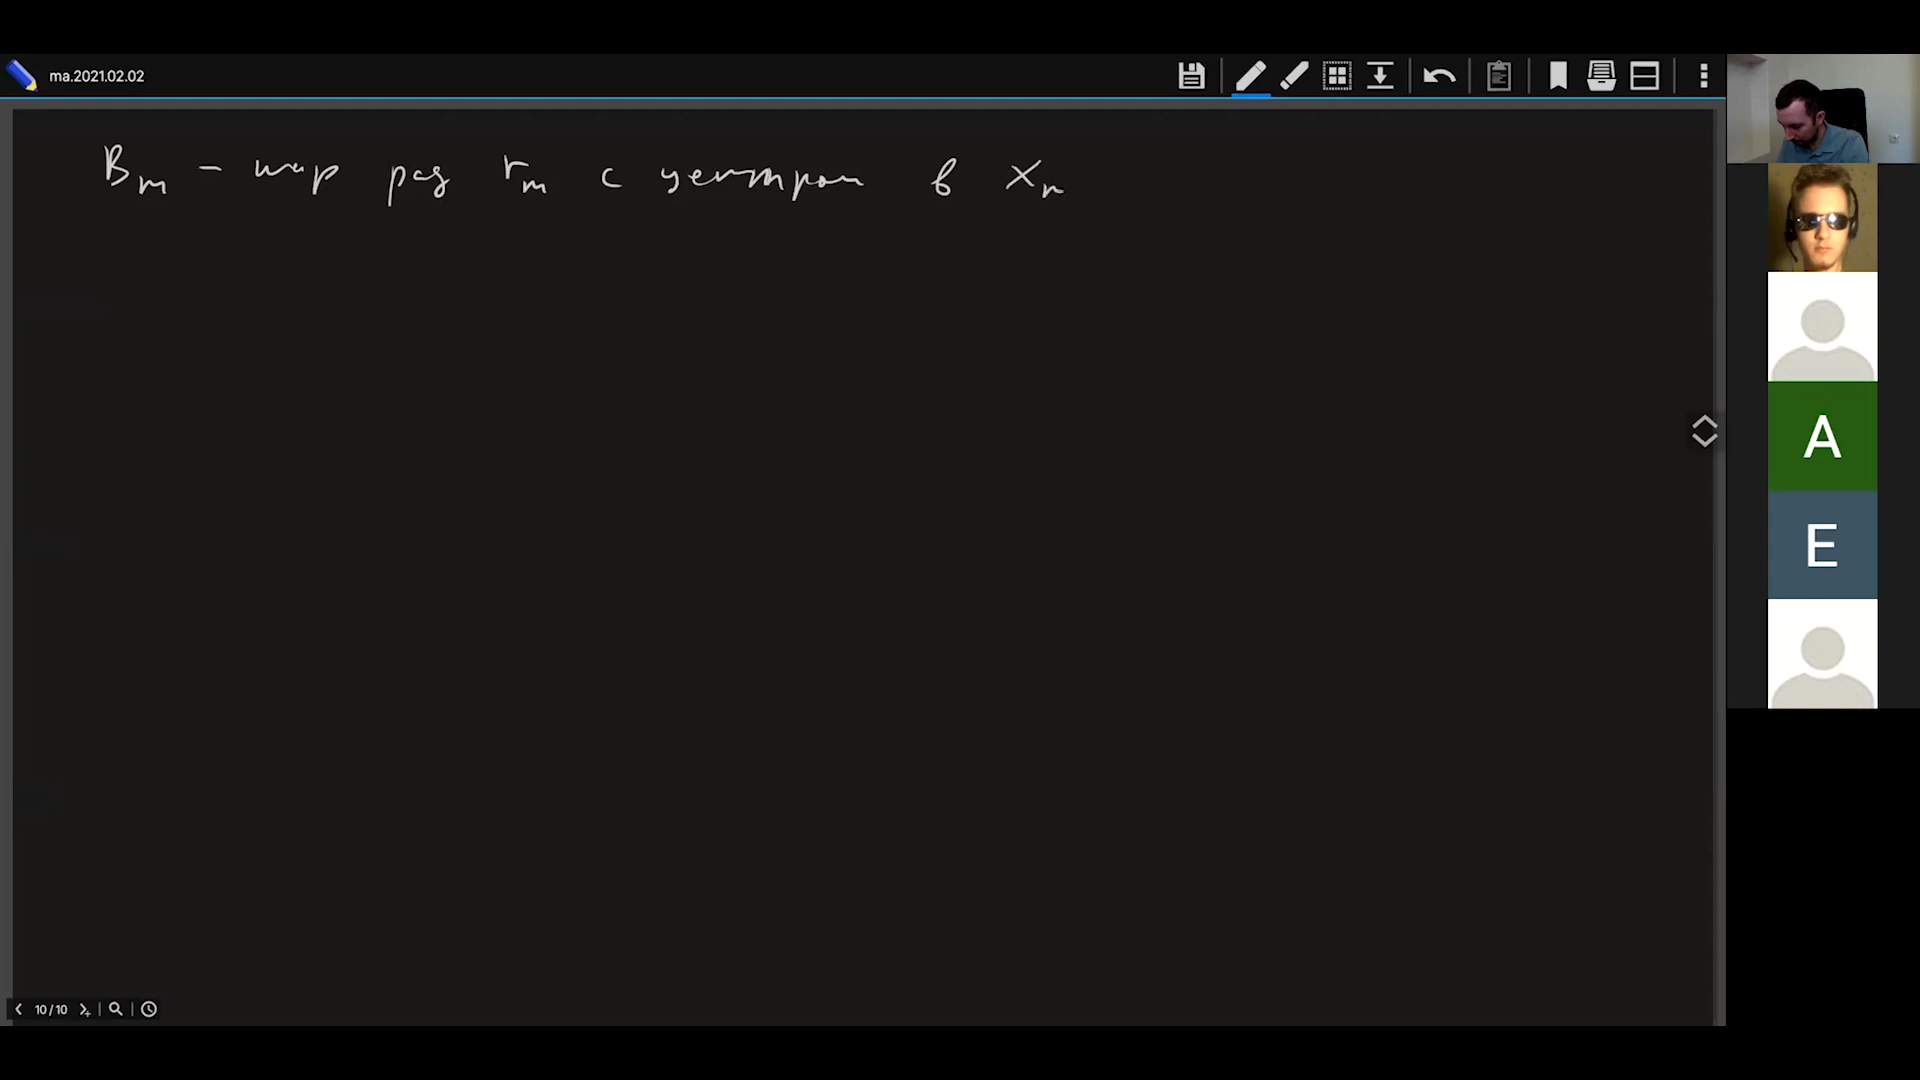 ma.2021.02.02
B_m - шар рад r_m с центром в x_n
A
E
10/10